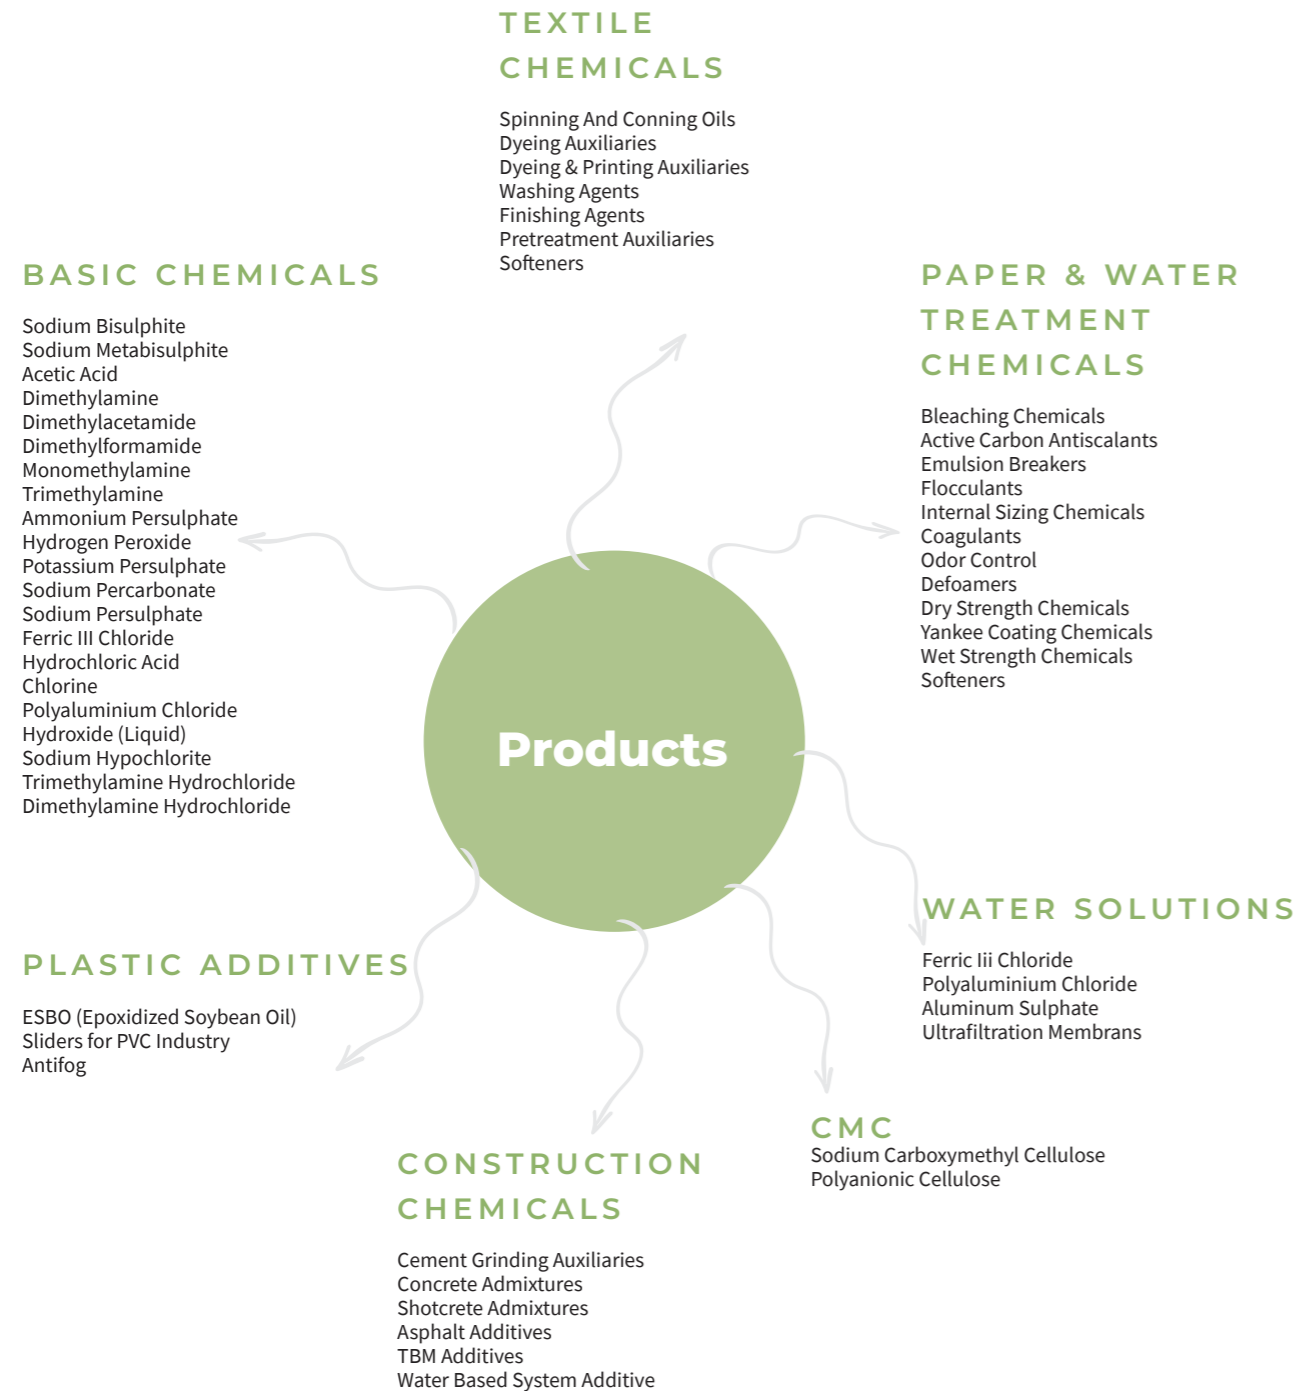 TEXTILE
CHEMICALS
Spinning And Conning Oils
Dyeing Auxiliaries
Dyeing & Printing Auxiliaries
Washing Agents
Finishing Agents
Pretreatment Auxiliaries
Softeners
BASIC CHEMICALS
Sodium Bisulphite
Sodium Metabisulphite
Acetic Acid
Dimethylamine
Dimethylacetamide
Dimethylformamide
Monomethylamine
Trimethylamine
Ammonium Persulphate
Hydrogen Peroxide
Potassium Persulphate
Sodium Percarbonate
Sodium Persulphate
Ferric III Chloride
Hydrochloric Acid
Chlorine
Polyaluminium Chloride
Hydroxide (Liquid)
Sodium Hypochlorite
Trimethylamine Hydrochloride
Dimethylamine Hydrochloride
PAPER & WATER
TREATMENT
CHEMICALS
Bleaching Chemicals
Active Carbon Antiscalants
Emulsion Breakers
Flocculants
Internal Sizing Chemicals
Coagulants
Odor Control
Defoamers
Dry Strength Chemicals
Yankee Coating Chemicals
Wet Strength Chemicals
Softeners
Products
WATER SOLUTIONS
Ferric Iii Chloride
Polyaluminium Chloride
Aluminum Sulphate
Ultrafiltration Membrans
PLASTIC ADDITIVES
ESBO (Epoxidized Soybean Oil)
Sliders for PVC Industry
Antifog
CMC
Sodium Carboxymethyl Cellulose
Polyanionic Cellulose
CONSTRUCTION
CHEMICALS
Cement Grinding Auxiliaries
Concrete Admixtures
Shotcrete Admixtures
Asphalt Additives
TBM Additives
Water Based System Additive